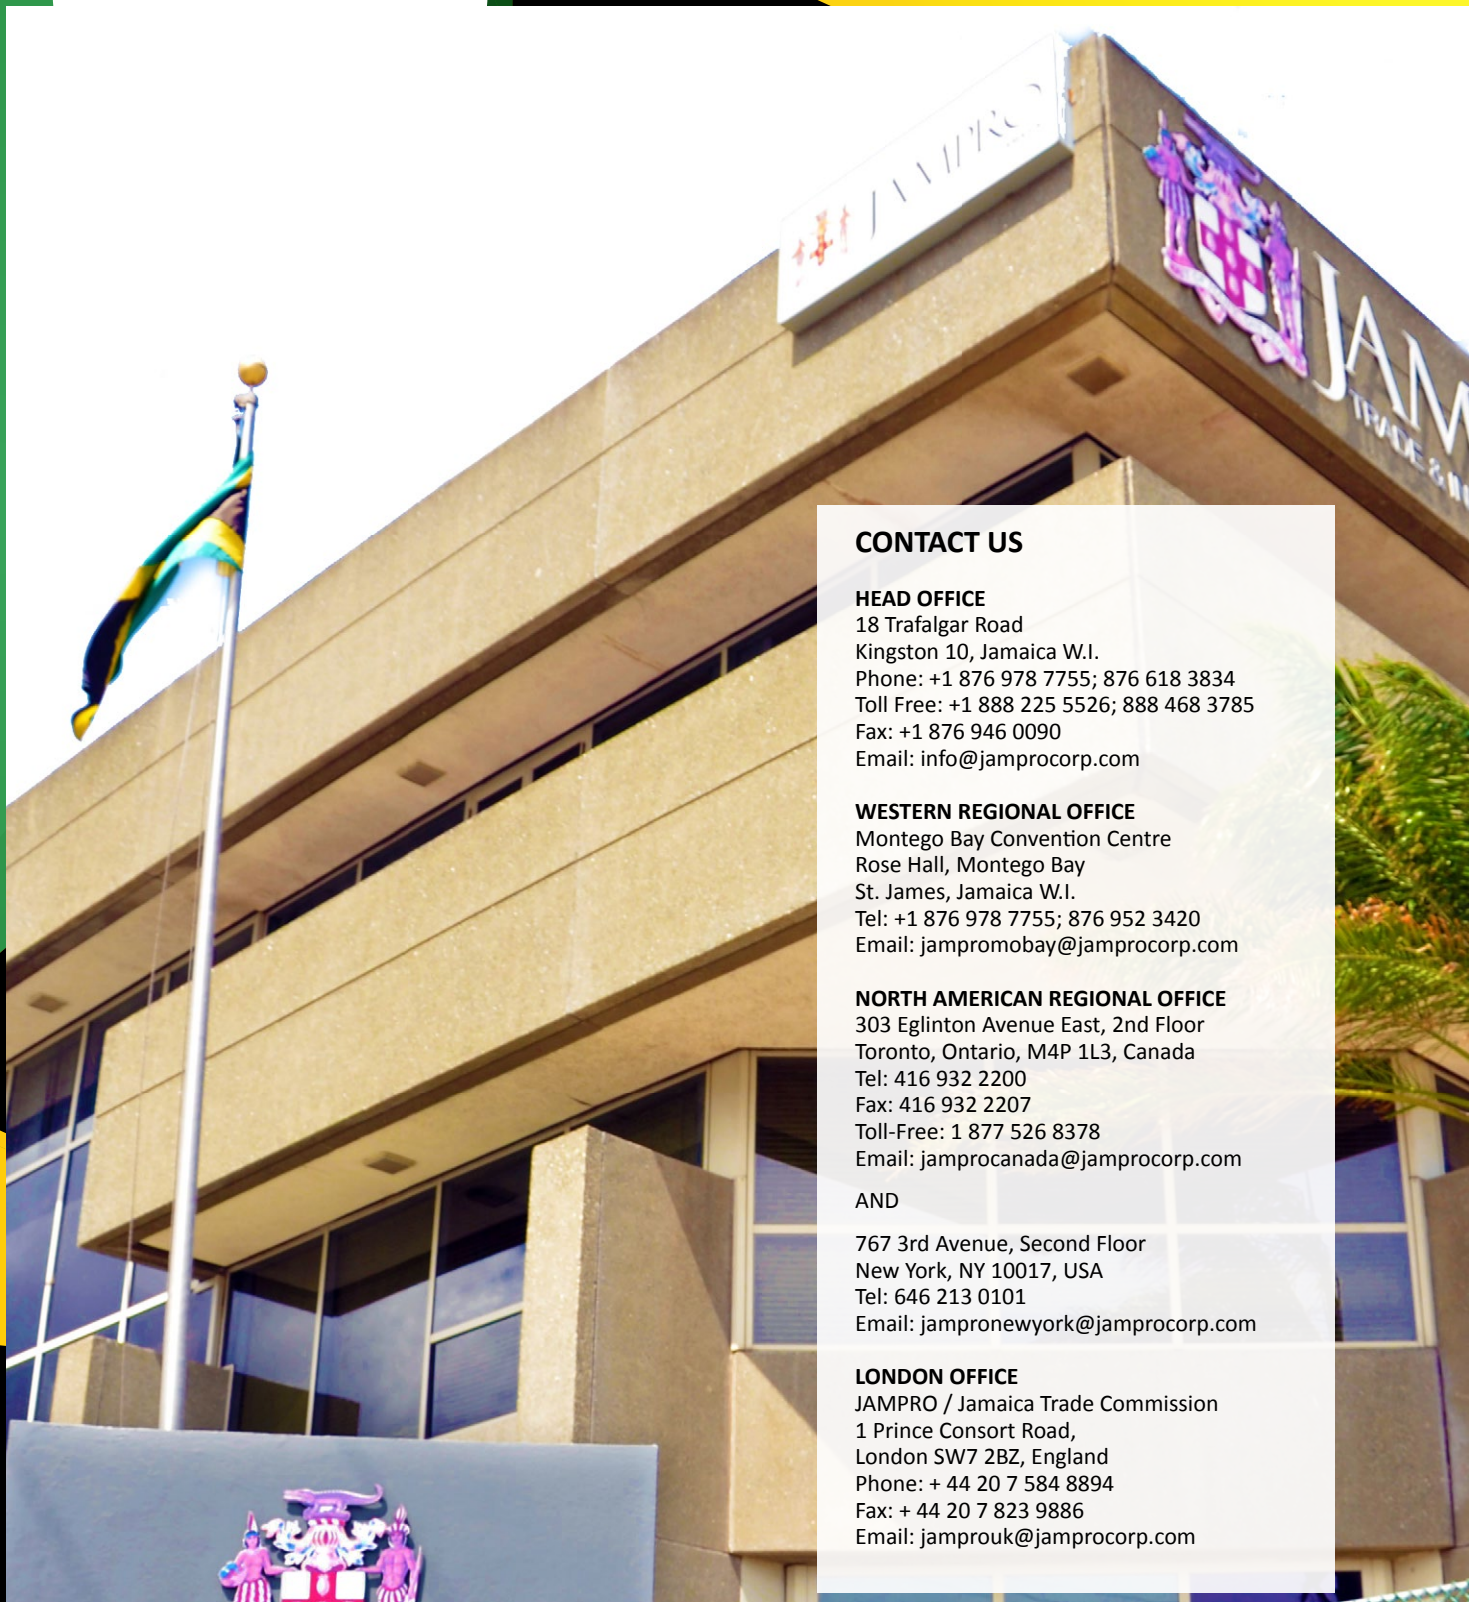 JAMPRO
JAM
TRADE & IN
CONTACT US
HEAD OFFICE
18 Trafalgar Road
Kingston 10, Jamaica W.I.
Phone: +1 876 978 7755; 876 618 3834
Toll Free: +1 888 225 5526; 888 468 3785
Fax: +1 876 946 0090
Email: info@jamprocorp.com
WESTERN REGIONAL OFFICE
Montego Bay Convention Centre
Rose Hall, Montego Bay
St. James, Jamaica W.I.
Tel: +1 876 978 7755; 876 952 3420
Email: jampromobay@jamprocorp.com
NORTH AMERICAN REGIONAL OFFICE
303 Eglinton Avenue East, 2nd Floor
Toronto, Ontario, M4P 1L3, Canada
Tel: 416 932 2200
Fax: 416 932 2207
Toll-Free: 1 877 526 8378
Email: jamprocanada@jamprocorp.com
AND
767 3rd Avenue, Second Floor
New York, NY 10017, USA
Tel: 646 213 0101
Email: jampronewyork@jamprocorp.com
LONDON OFFICE
JAMPRO / Jamaica Trade Commission
1 Prince Consort Road,
London SW7 2BZ, England
Phone: + 44 20 7 584 8894
Fax: + 44 20 7 823 9886
Email: jamprouk@jamprocorp.com